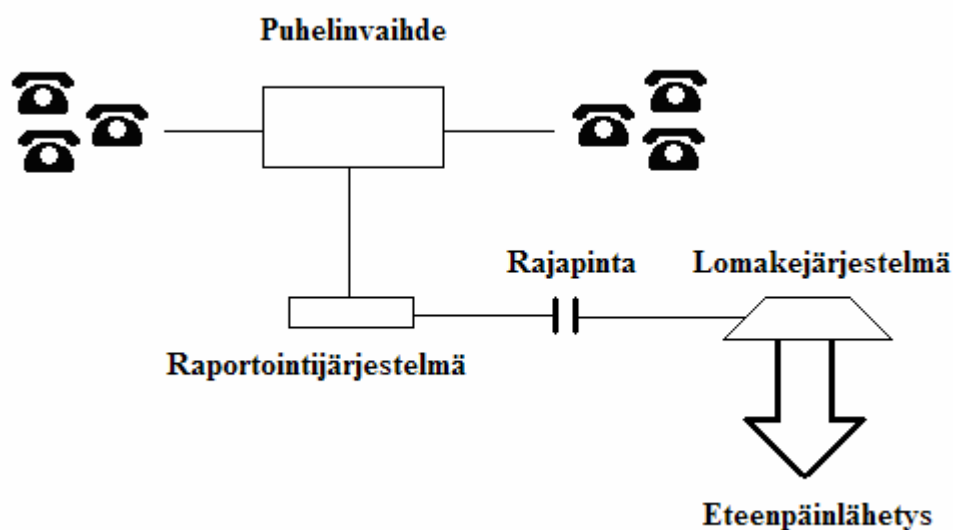 Puhelinvaihde
Rajapinta
Lomakejärjestelmä
Raportointijärjestelmä
Eteenpäinlähetys